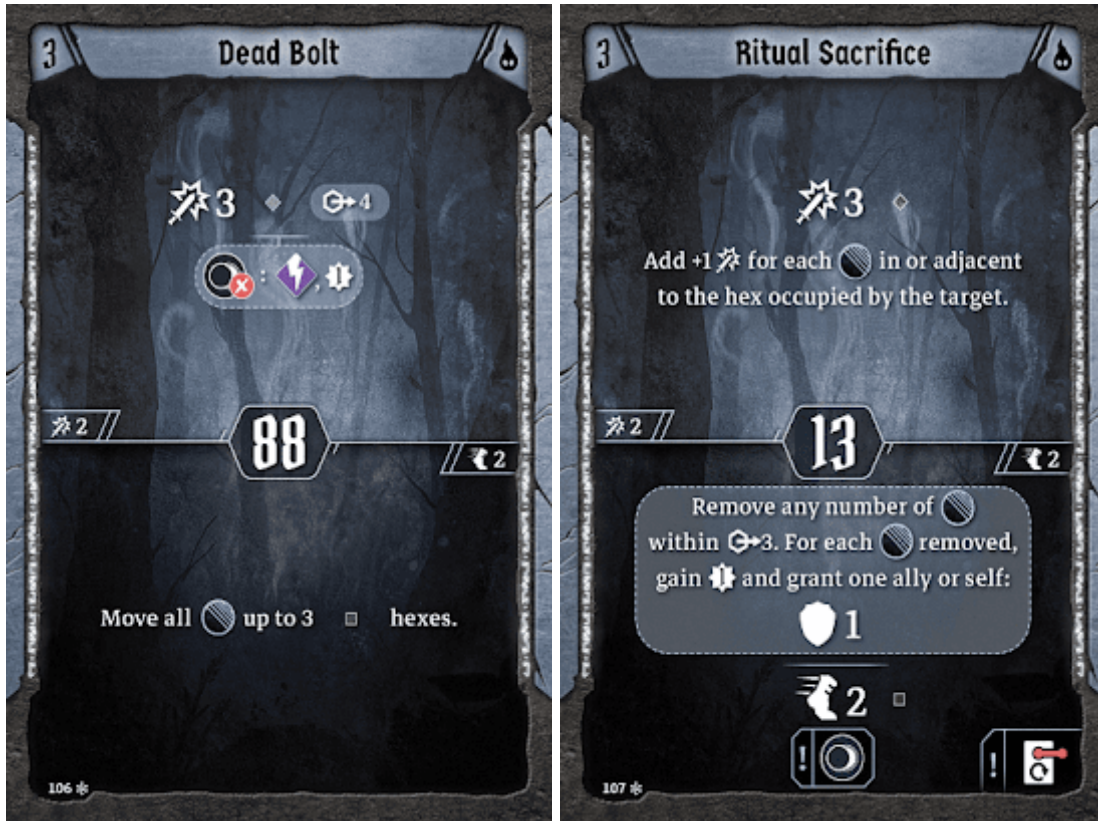 3 Dead Bolt
3 4
:
,
2
88
2
Move all up to 3 hexes.
106
3 Ritual Sacrifice
3
Add +1 for each in or adjacent
to the hex occupied by the target.
2
13
2
Remove any number of
within 3. For each removed,
gain and grant one ally or self:
1
2
!
!
107